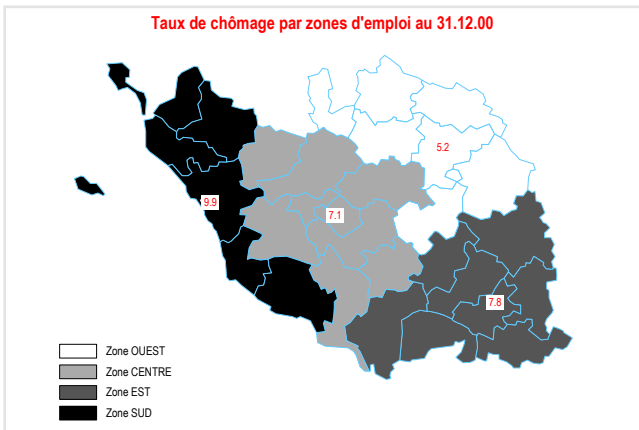 Taux de chômage par zones d'emploi au 31.12.00
5.2
9.9
7.1
7.8
Zone OUEST
Zone CENTRE
Zone EST
Zone SUD